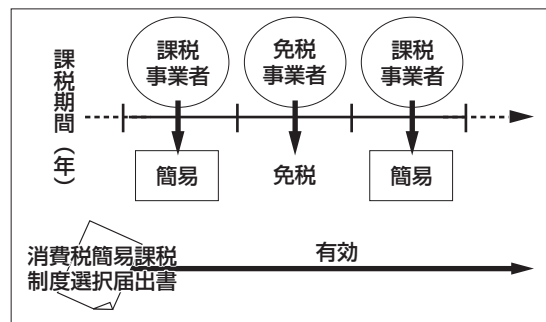 課税期間（年）
課税
事業者
免税
事業者
課税
事業者
簡易
免税
簡易
消費税簡易課税
制度選択届出書
有効